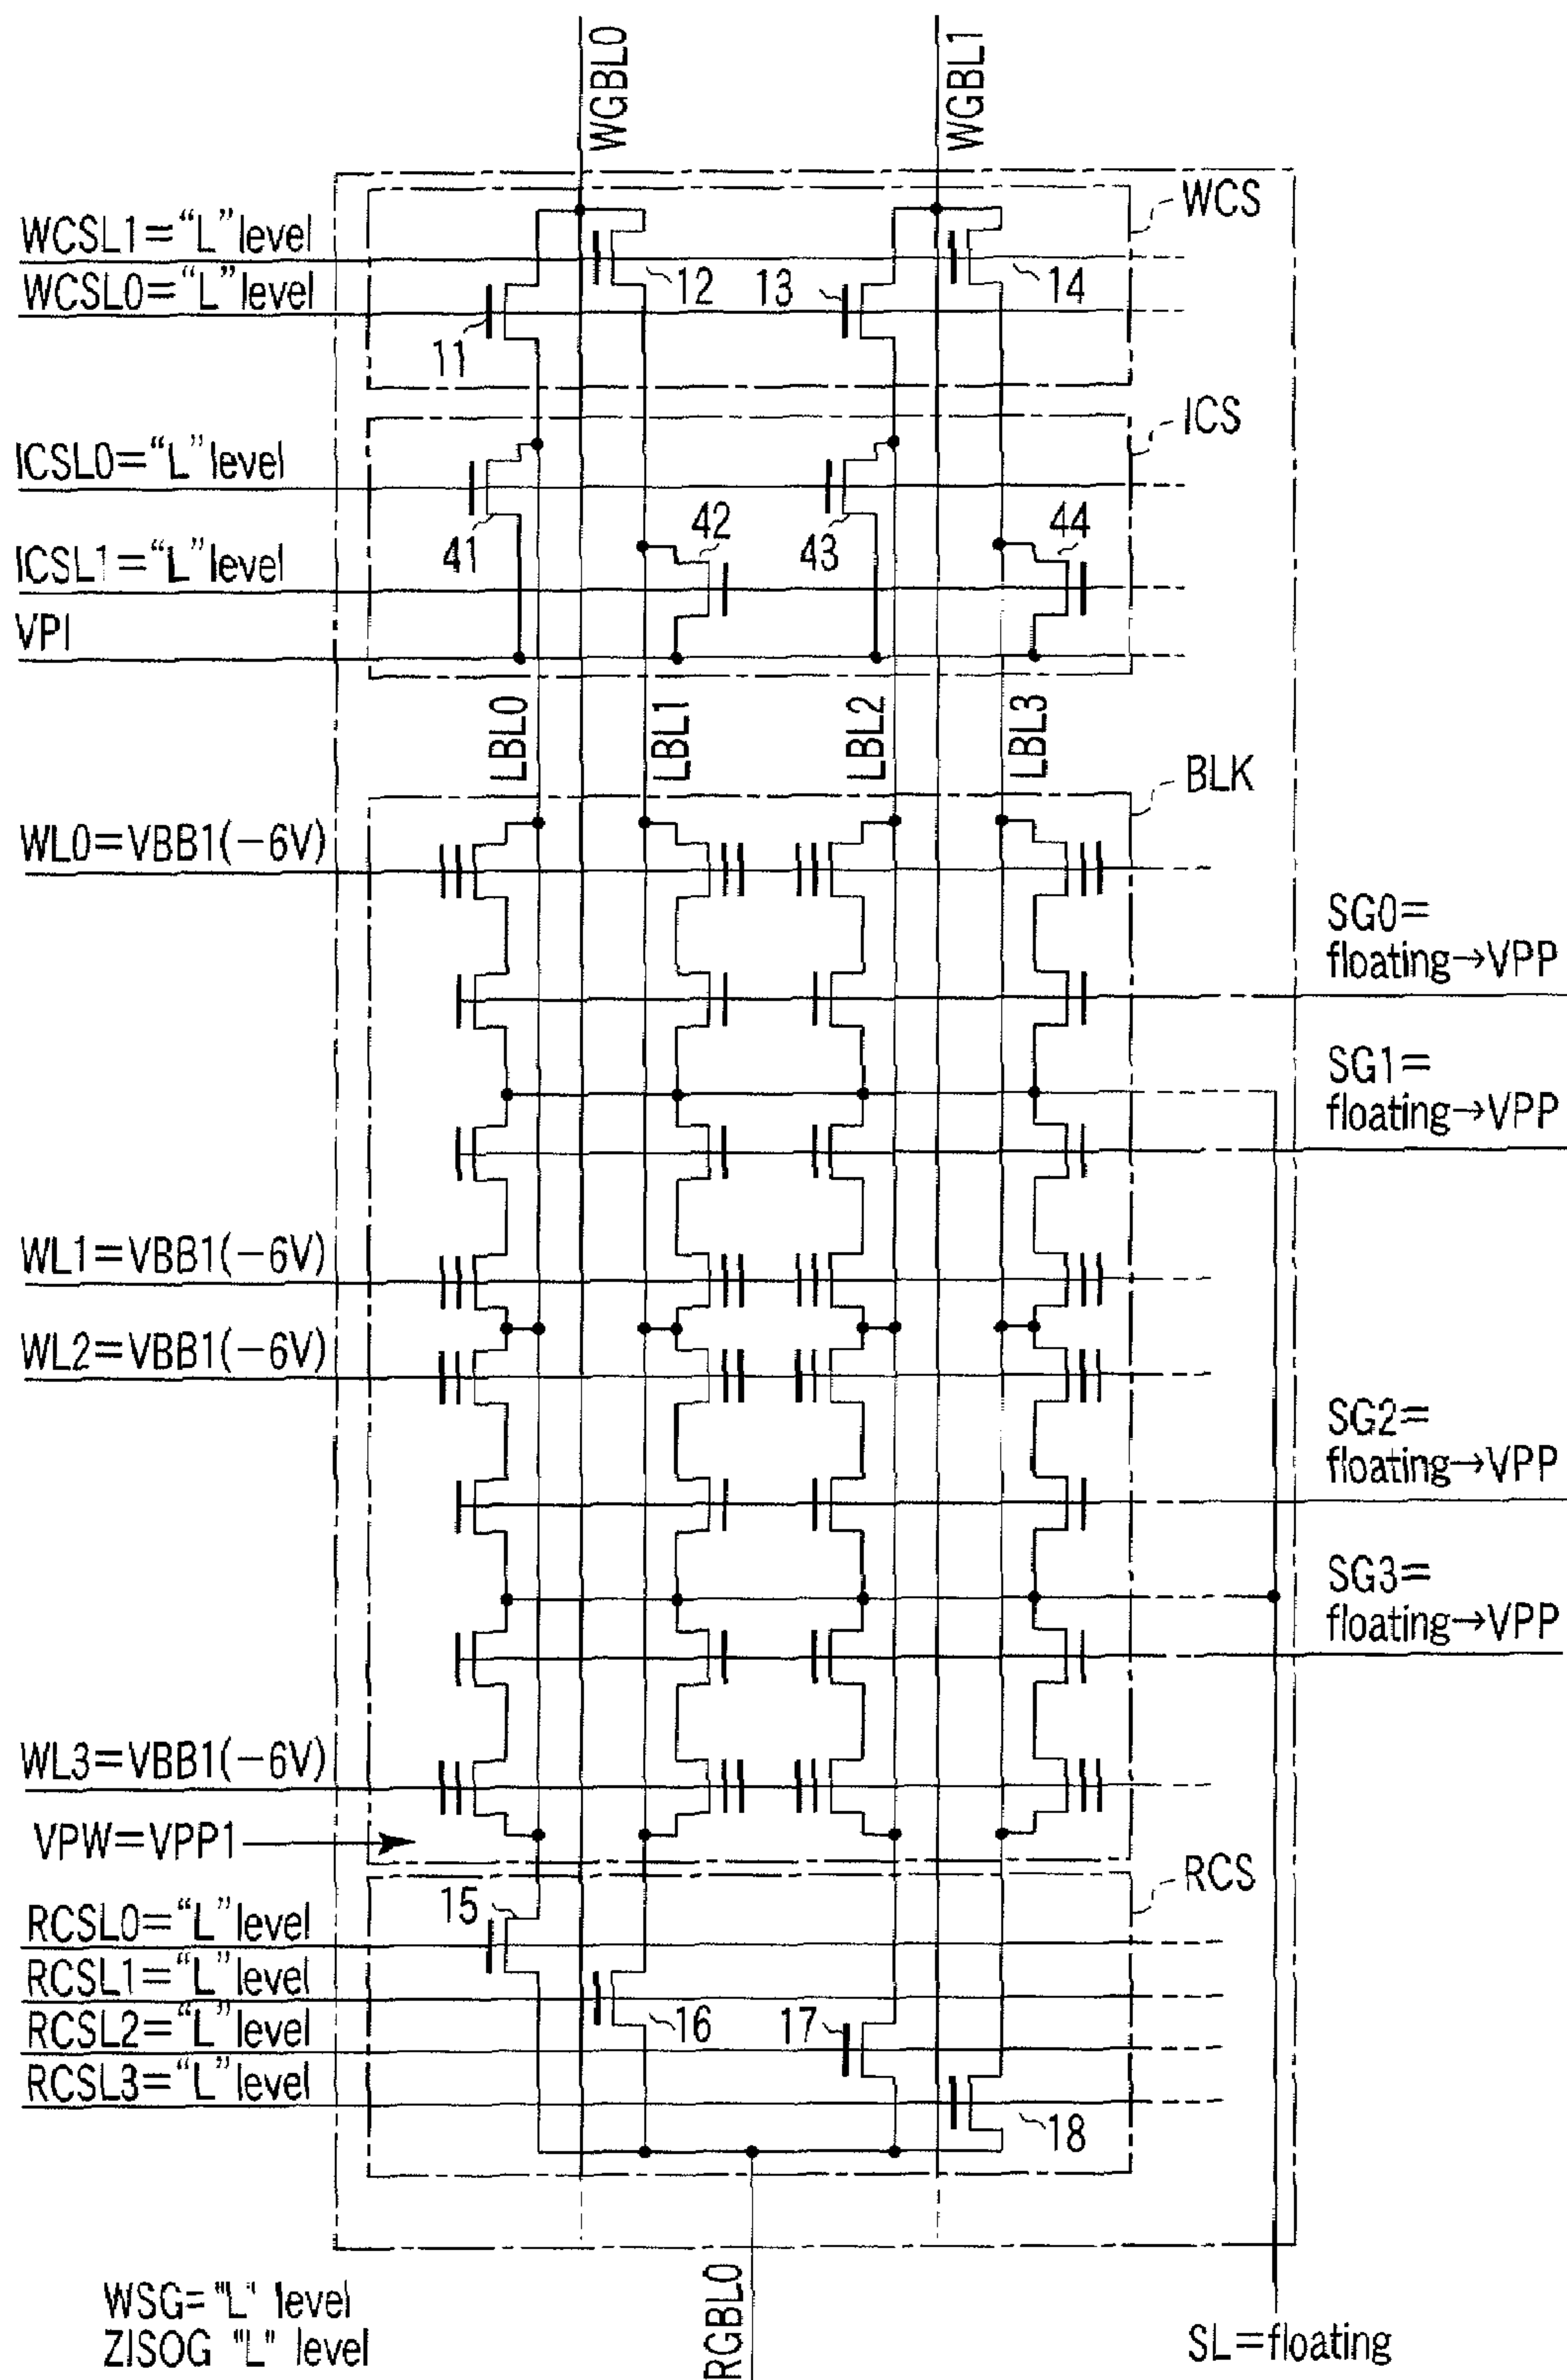 WGBL0
WGBL1
WCS
WCSL1="L" level
WCSL0="L" level
12
13
14
11
ICS
ICSL0="L" level
41
42
43
44
ICSL1="L" level
VPI
LBL0
LBL1
LBL2
LBL3
BLK
WL0=VBB1(-6V)
SG0=
floating→VPP
SG1=
floating→VPP
WL1=VBB1(-6V)
WL2=VBB1(-6V)
SG2=
floating→VPP
SG3=
floating→VPP
WL3=VBB1(-6V)
VPW=VPP1
RCS
15
RCSL0="L" level
RCSL1="L" level
16
17
RCSL2="L" level
RCSL3="L" level
18
WSG="L" level
ZISOG "L" level
RGBL0
SL=floating